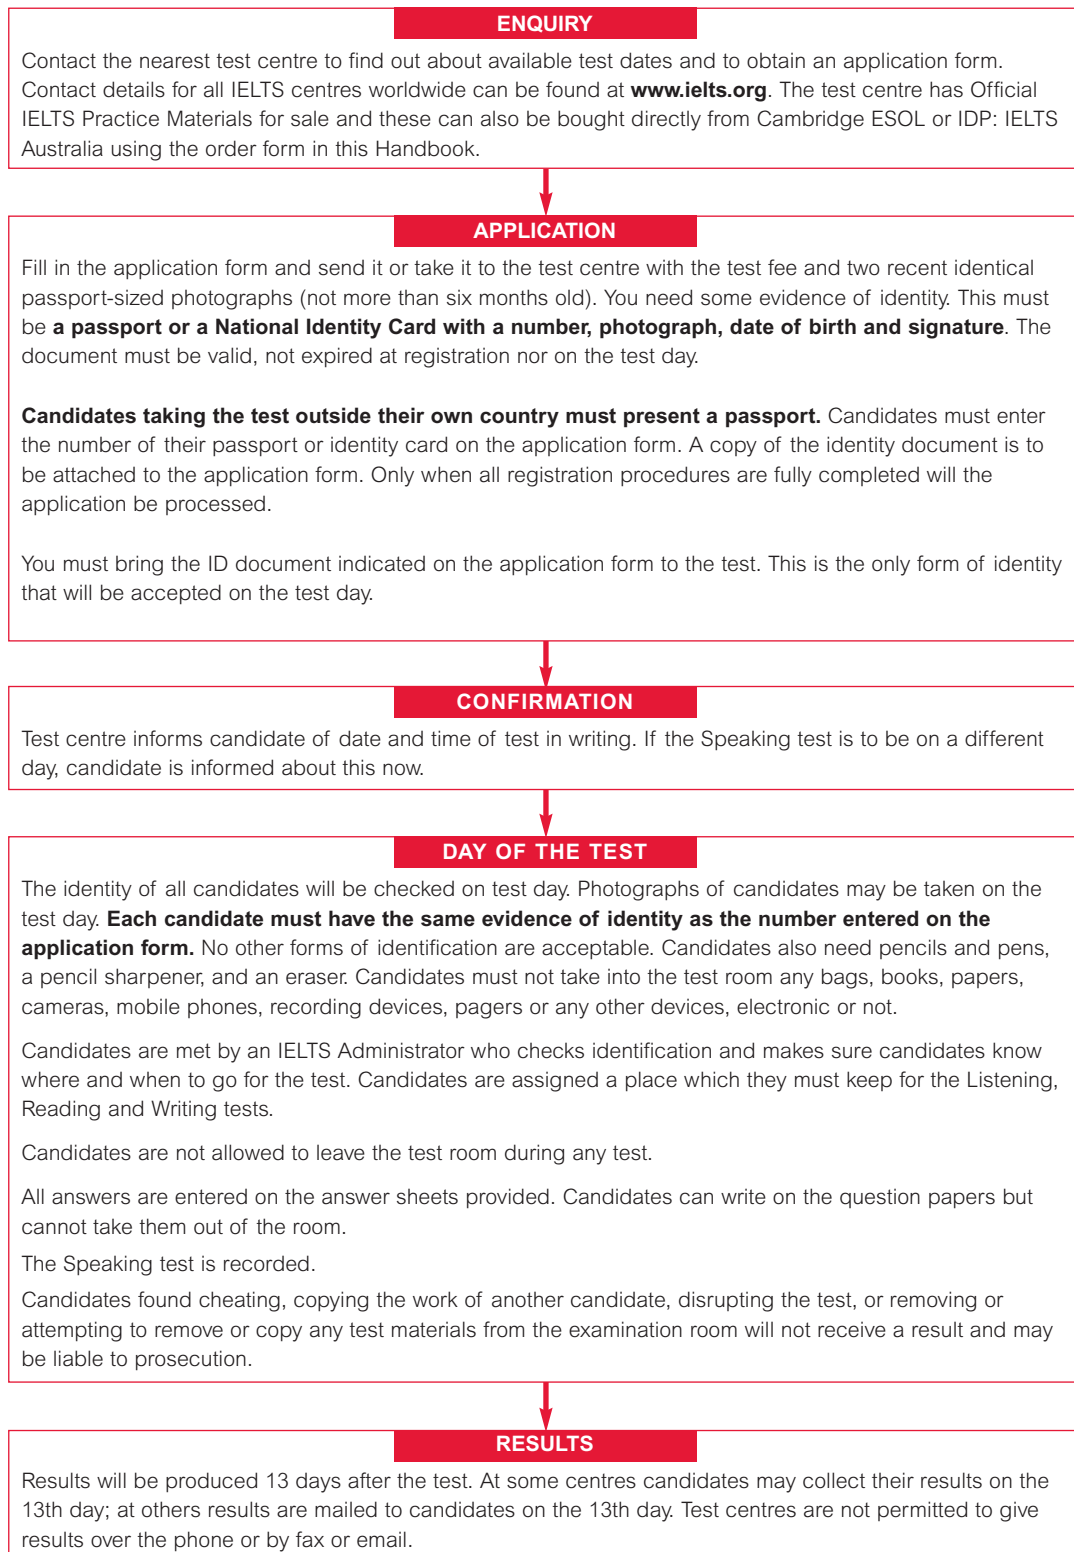 ENQUIRY
Contact the nearest test centre to find out about available test dates and to obtain an application form.
Contact details for all IELTS centres worldwide can be found at www.ielts.org. The test centre has Official
IELTS Practice Materials for sale and these can also be bought directly from Cambridge ESOL or IDP: IELTS
Australia using the order form in this Handbook.
APPLICATION
Fill in the application form and send it or take it to the test centre with the test fee and two recent identical
passport-sized photographs (not more than six months old). You need some evidence of identity. This must
be a passport or a National Identity Card with a number, photograph, date of birth and signature. The
document must be valid, not expired at registration nor on the test day.
Candidates taking the test outside their own country must present a passport. Candidates must enter
the number of their passport or identity card on the application form. A copy of the identity document is to
be attached to the application form. Only when all registration procedures are fully completed will the
application be processed.
You must bring the ID document indicated on the application form to the test. This is the only form of identity
that will be accepted on the test day.
CONFIRMATION
Test centre informs candidate of date and time of test in writing. If the Speaking test is to be on a different
day, candidate is informed about this now.
DAY OF THE TEST
The identity of all candidates will be checked on test day. Photographs of candidates may be taken on the
test day. Each candidate must have the same evidence of identity as the number entered on the
application form. No other forms of identification are acceptable. Candidates also need pencils and pens,
a pencil sharpener, and an eraser. Candidates must not take into the test room any bags, books, papers,
cameras, mobile phones, recording devices, pagers or any other devices, electronic or not.
Candidates are met by an IELTS Administrator who checks identification and makes sure candidates know
where and when to go for the test. Candidates are assigned a place which they must keep for the Listening,
Reading and Writing tests.
Candidates are not allowed to leave the test room during any test.
All answers are entered on the answer sheets provided. Candidates can write on the question papers but
cannot take them out of the room.
The Speaking test is recorded.
Candidates found cheating, copying the work of another candidate, disrupting the test, or removing or
attempting to remove or copy any test materials from the examination room will not receive a result and may
be liable to prosecution.
RESULTS
Results will be produced 13 days after the test. At some centres candidates may collect their results on the
13th day; at others results are mailed to candidates on the 13th day. Test centres are not permitted to give
results over the phone or by fax or email.